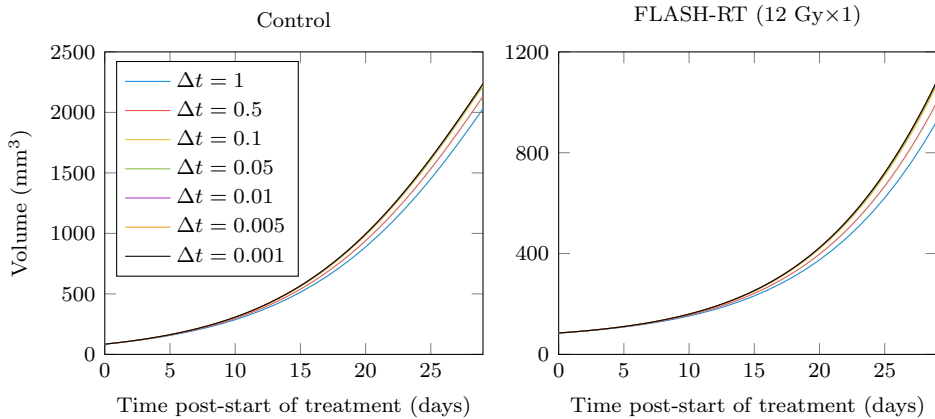 Control
FLASH-RT (12 Gy×1)
Volume (mm³)
2500
2000
1500
1000
500
0
Δt = 1
Δt = 0.5
Δt = 0.1
Δt = 0.05
Δt = 0.01
Δt = 0.005
Δt = 0.001
0 5 10 15 20 25
Time post-start of treatment (days)
1200
800
400
0
0 5 10 15 20 25
Time post-start of treatment (days)